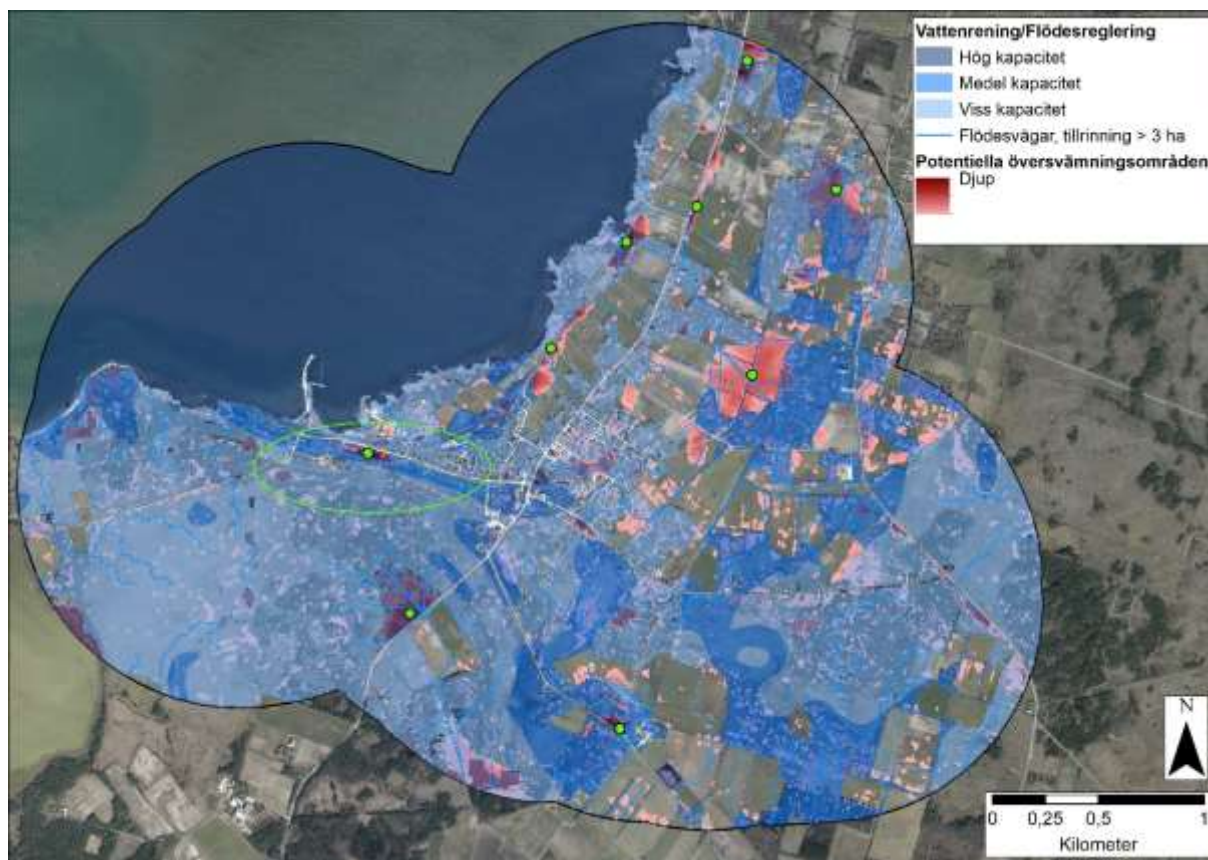 Vattenrening/Flödesreglering
Hög kapacitet
Medel kapacitet
Viss kapacitet
Flödesvägar, tillrinning > 3 ha
Potentiella översvämningsområden
Djup
N
0 0,25 0,5 1
Kilometer